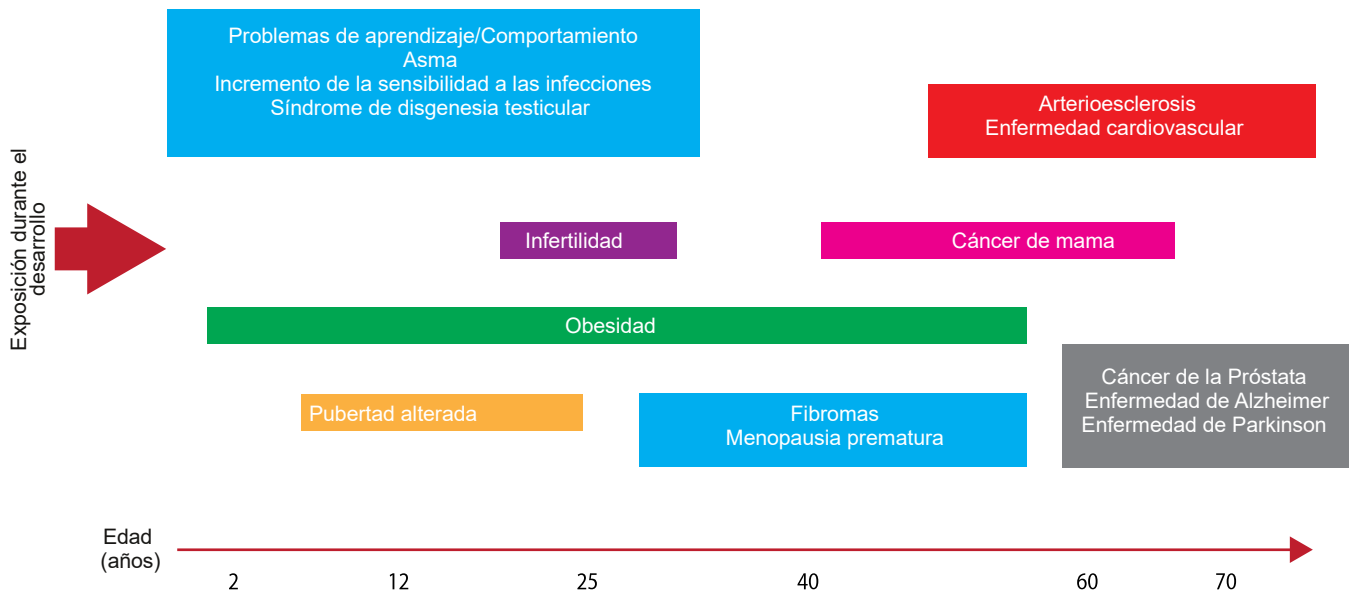 Problemas de aprendizaje/Comportamiento
Asma
Incremento de la sensibilidad a las infecciones
Síndrome de disgenesia testicular
Arterioesclerosis
Enfermedad cardiovascular
Exposición durante el
desarrollo
Infertilidad
Cáncer de mama
Obesidad
Pubertad alterada
Fibromas
Menopausia prematura
Cáncer de la Próstata
Enfermedad de Alzheimer
Enfermedad de Parkinson
Edad
(años)
2 12 25 40 60 70